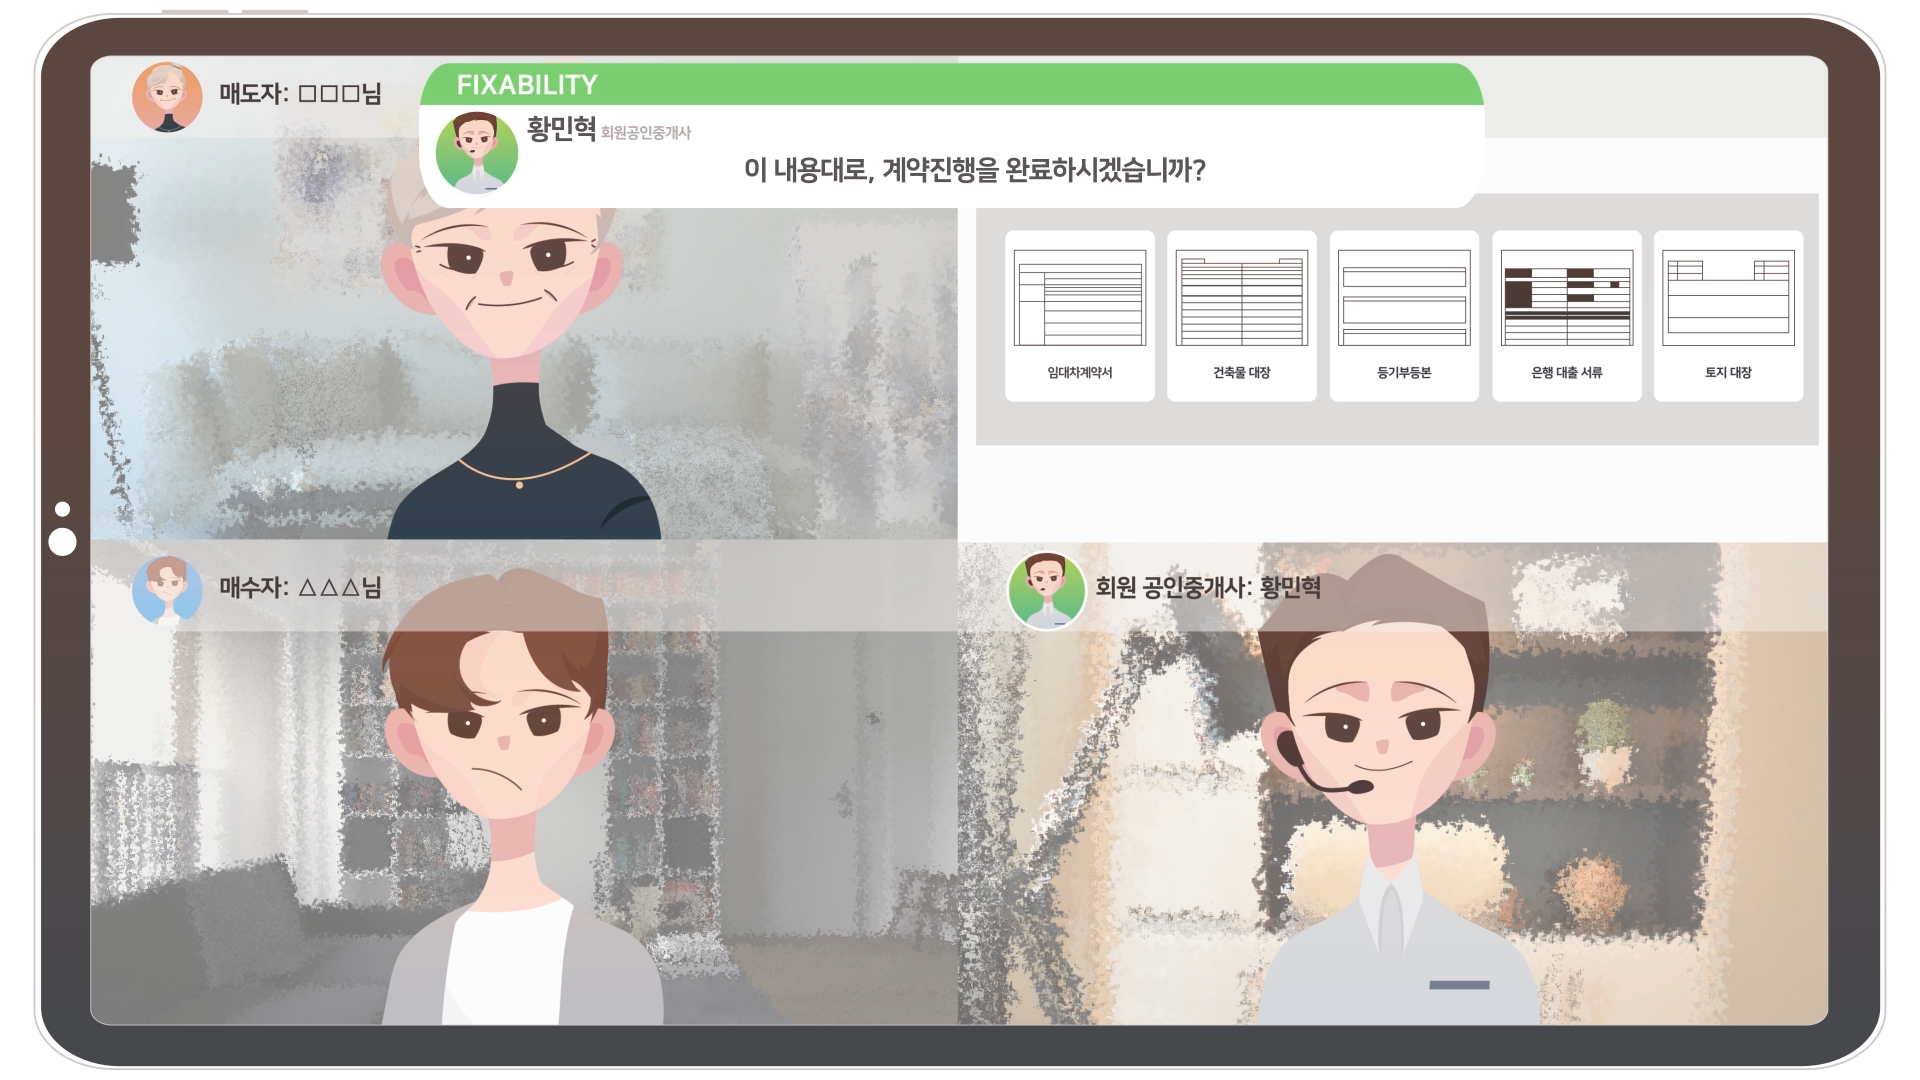 매도자: □□□님
FIXABILITY
황민혁 회원공인중개사
이 내용대로, 계약진행을 완료하시겠습니까?
임대차계약서
건축물 대장
등기부등본
은행 대출 서류
토지 대장
매수자: △△△님
회원 공인중개사: 황민혁